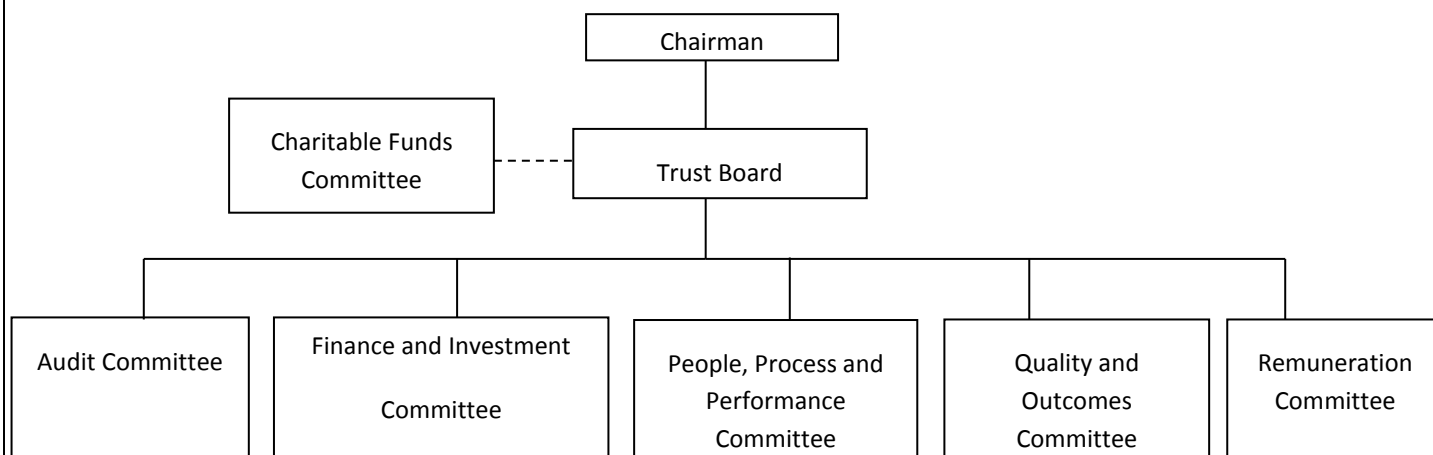 Chairman
Charitable Funds
Committee
Trust Board
Audit Committee
Finance and Investment
Committee
People, Process and
Performance
Committee
Quality and
Outcomes
Committee
Remuneration
Committee